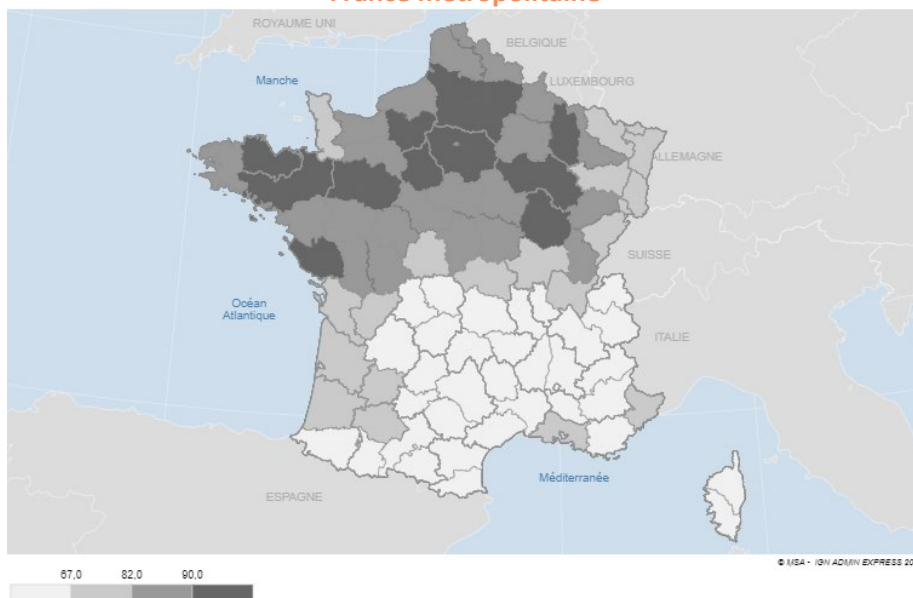 France métropolitaine
ROYAUME UNI
BELGIQUE
Manche
LUXEMBOURG
ALLEMAGNE
SUISSE
Océan
Atlantique
ITALIE
Méditerranée
ESPAGNE
© MSA - IGN ADMIN EXPRESS 20
67,0 82,0 90,0